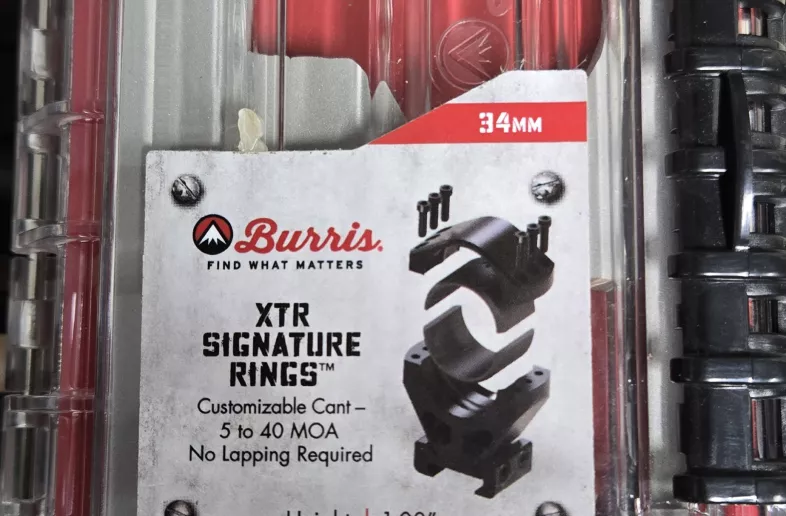 34MM
Burris®
FIND WHAT MATTERS
XTR
SIGNATURE
RINGS™
Customizable Cant –
5 to 40 MOA
No Lapping Required